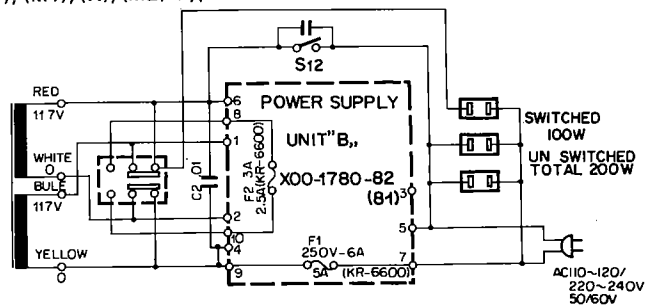 S12
RED
117V
6
POWER SUPPLY
8
UNIT"B„
1
SWITCHED
100W
WHITE
0
BULE
117V
C2 .01
F2 3A
2.5A(KR-6600)
X00-1780-82
(81)
3
UN SWITCHED
TOTAL 200W
2
5
10
4
YELLOW
0
9
F1
250V-6A
5A (KR-6600)
7
AC110~120/
220~240V
50/60V